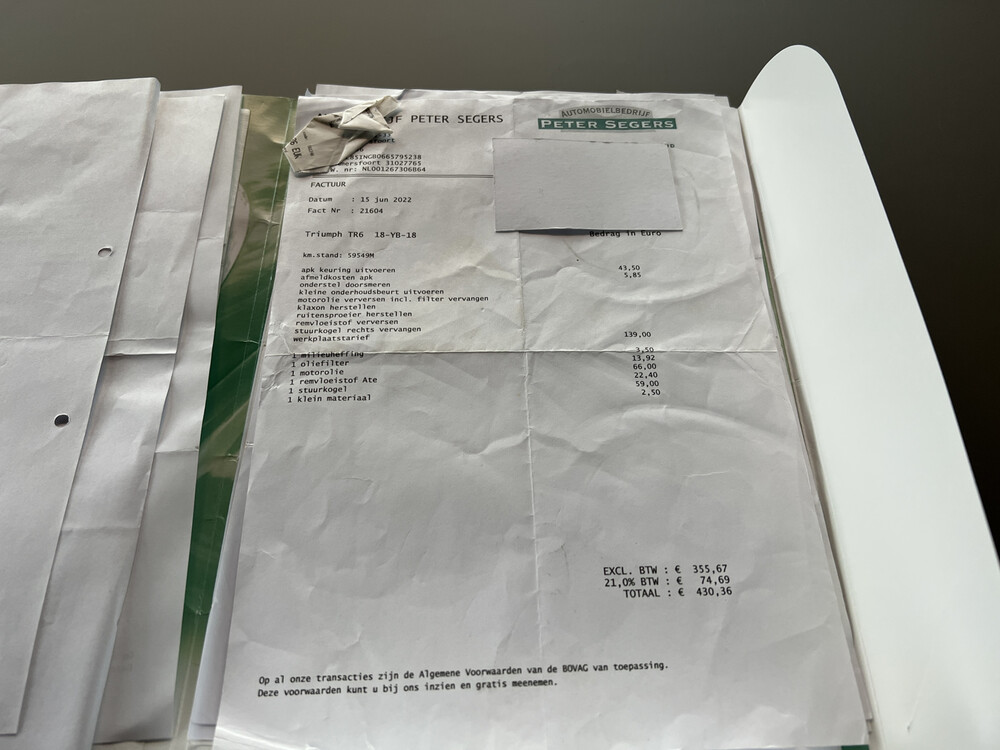 OF PETER SEGERS
AUTOMOBIELBEDRIJF
PETER SEGERS
W. nr: NL001267306B64
FACTUUR
Datum : 15 jun 2022
Fact Nr : 21604
Triumph TR6 18-YB-18
Bedrag in Euro
km.stand: 59549M
apk keuring uitvoeren 43,50
afmeldkosten apk 5,85
onderstel doorsmeren
kleine onderhoudsbeurt uitvoeren
motorolie verversen incl. filter vervangen
klaxon herstellen
ruitensproeier herstellen
remvloeistof verversen
stuurkogel rechts vervangen
werkplaatstarief 139,00
1 milieuheffing 3,50
1 oliefilter 13,92
1 motorolie 66,00
1 remvloeistof Ate 22,40
1 stuurkogel 59,00
1 klein materiaal 2,50
EXCL. BTW : € 355,67
21,0% BTW : € 74,69
TOTAAL : € 430,36
Op al onze transacties zijn de Algemene Voorwaarden van de BOVAG van toepassing.
Deze voorwaarden kunt u bij ons inzien en gratis meenemen.